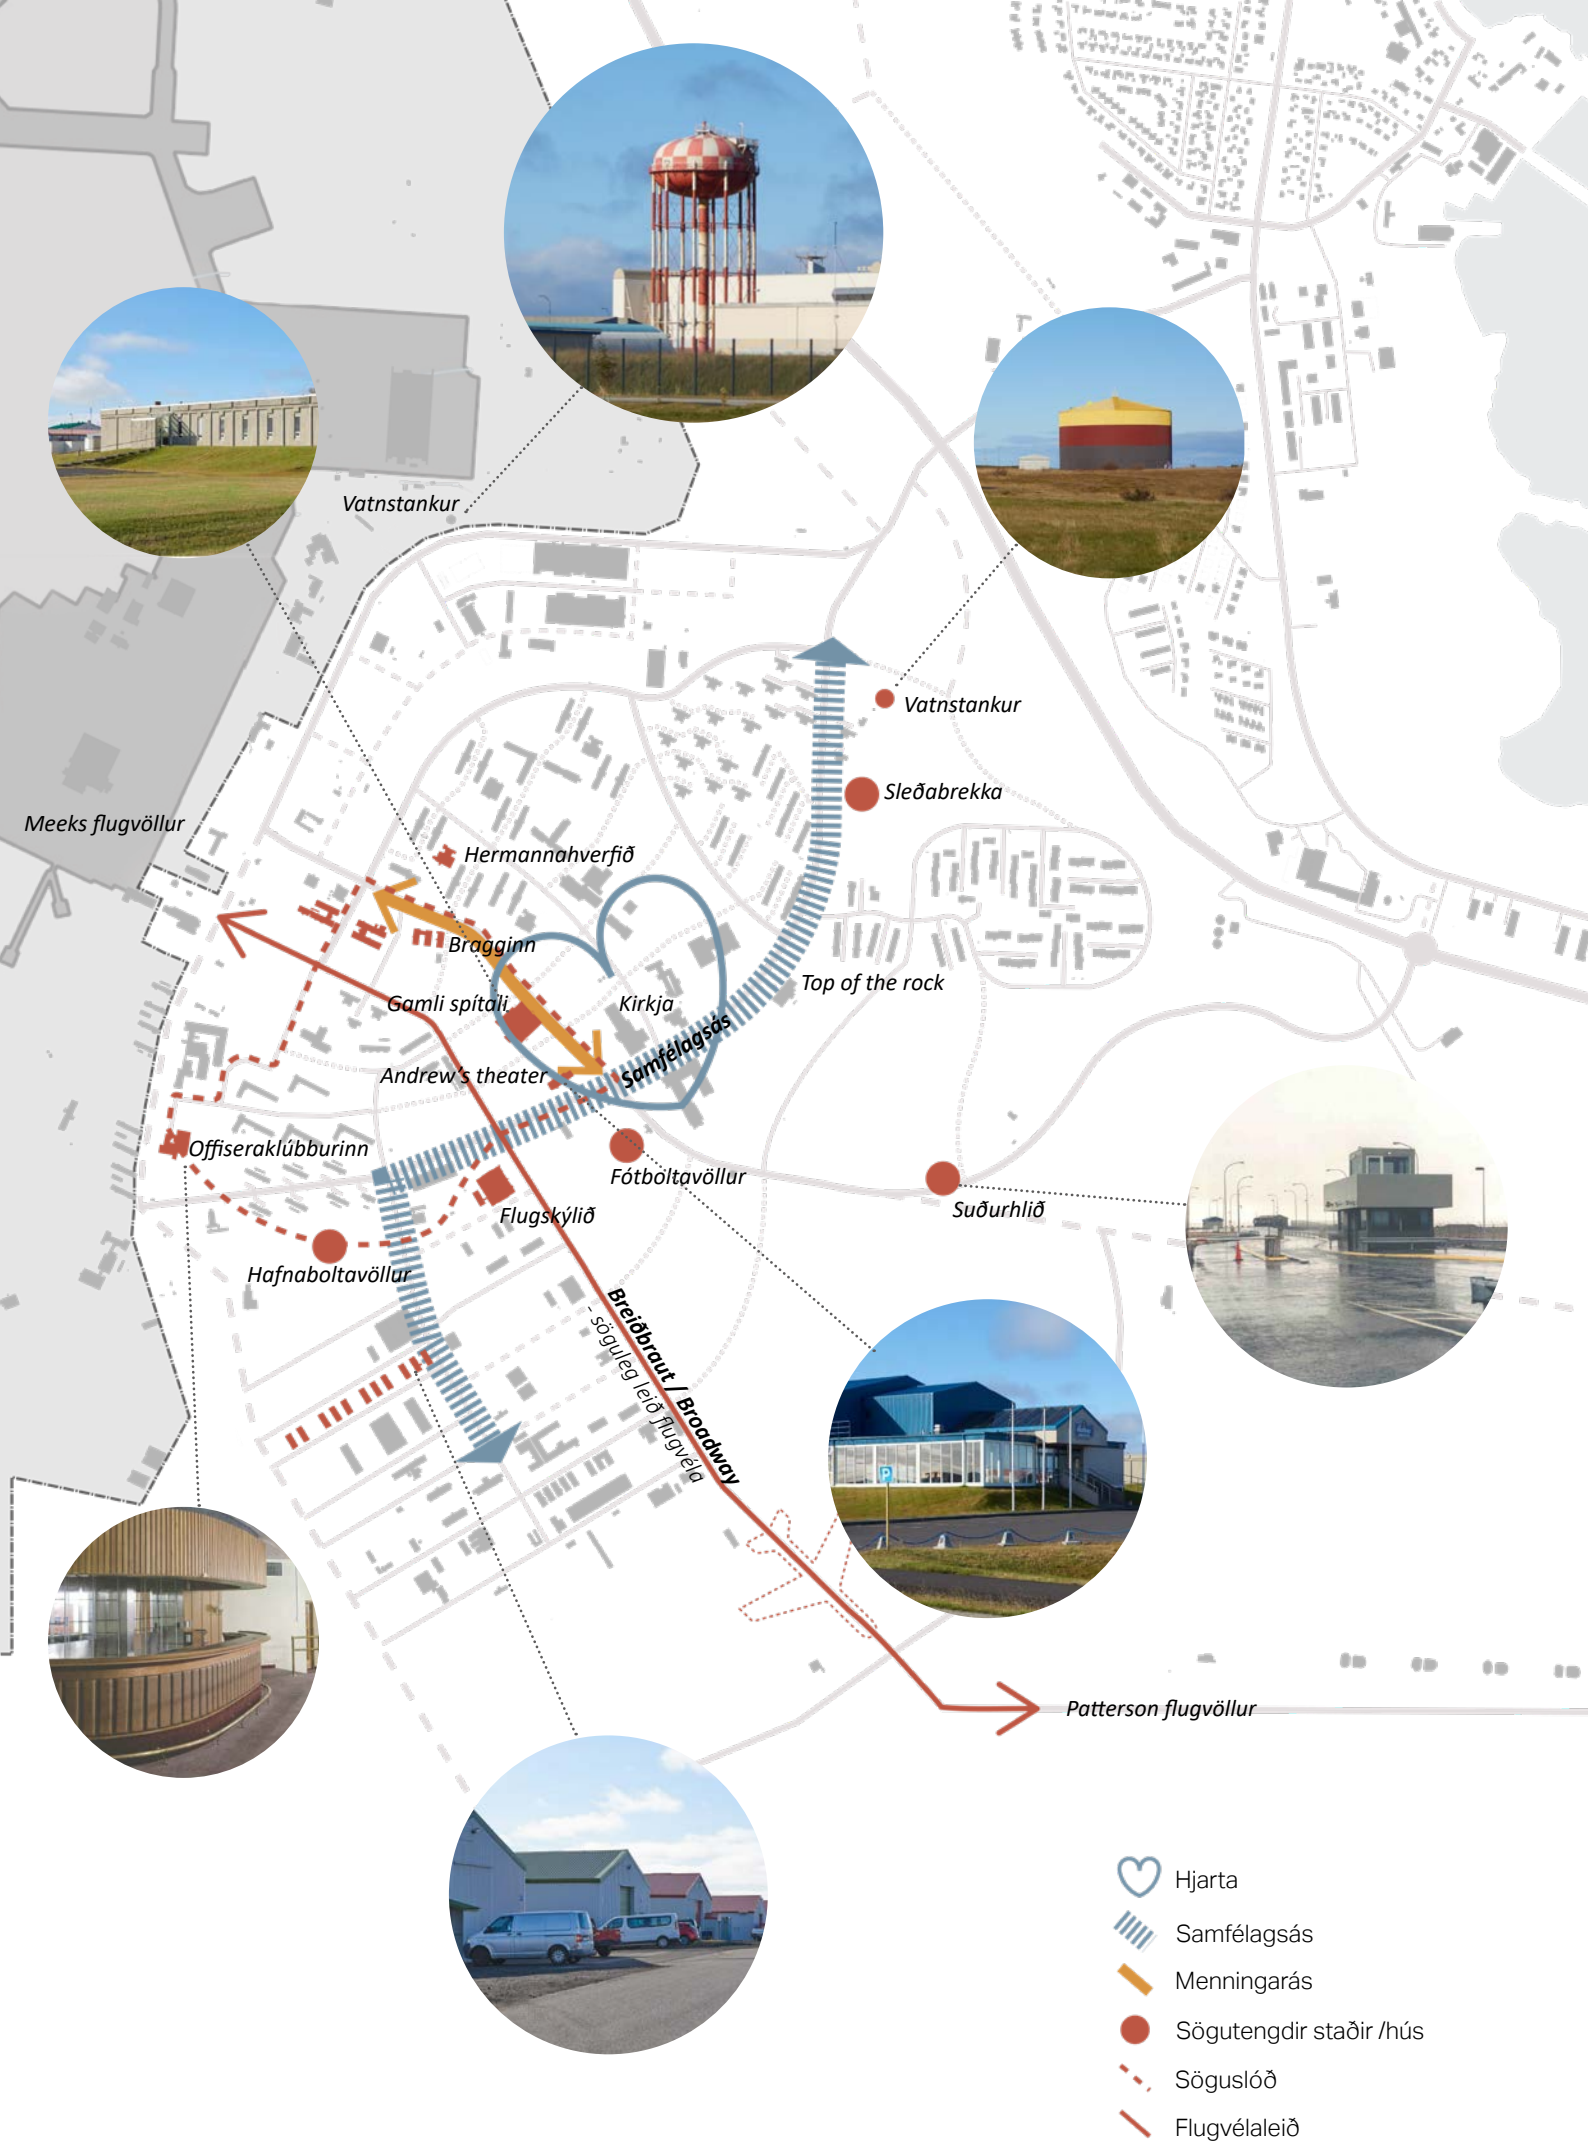 Vatnstankur
Vatnstankur
Sleðabrekka
Meeks flugvöllur
Hermannahverfið
Bragginn
Top of the rock
Gamli spítali
Kirkja
Samfélagsás
Andrew's theater
Offiseraklúbburinn
Fótboltavöllur
Suðurhlið
Flugskýlið
Hafnaboltavöllur
Breiðbraut / Broadway
- söguleg leið flugvéla
P
Patterson flugvöllur
Hjarta
Samfélagsás
Menningarás
Sögutengdir staðir /hús
Söguslóð
Flugvélaleið